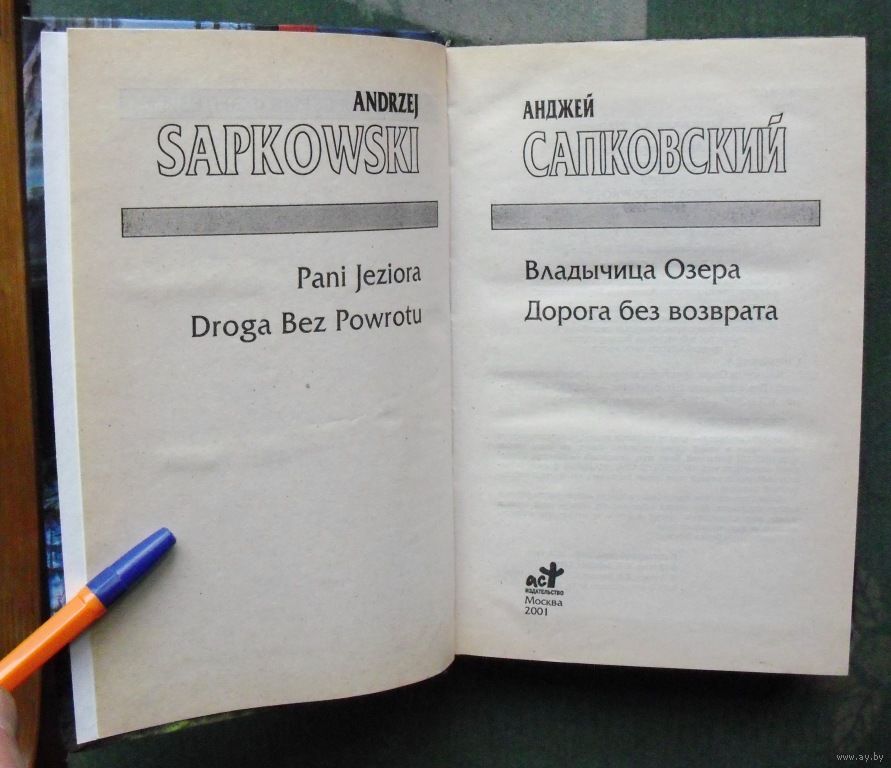 ANDRZEJ
SAPKOWSKI
Pani Jeziora
Droga Bez Powrotu
АНДЖЕЙ
САПКОВСКИЙ
Владычица Озера
Дорога без возврата
аст
ИЗДАТЕЛЬСТВО
Москва
2001
www.ay.by